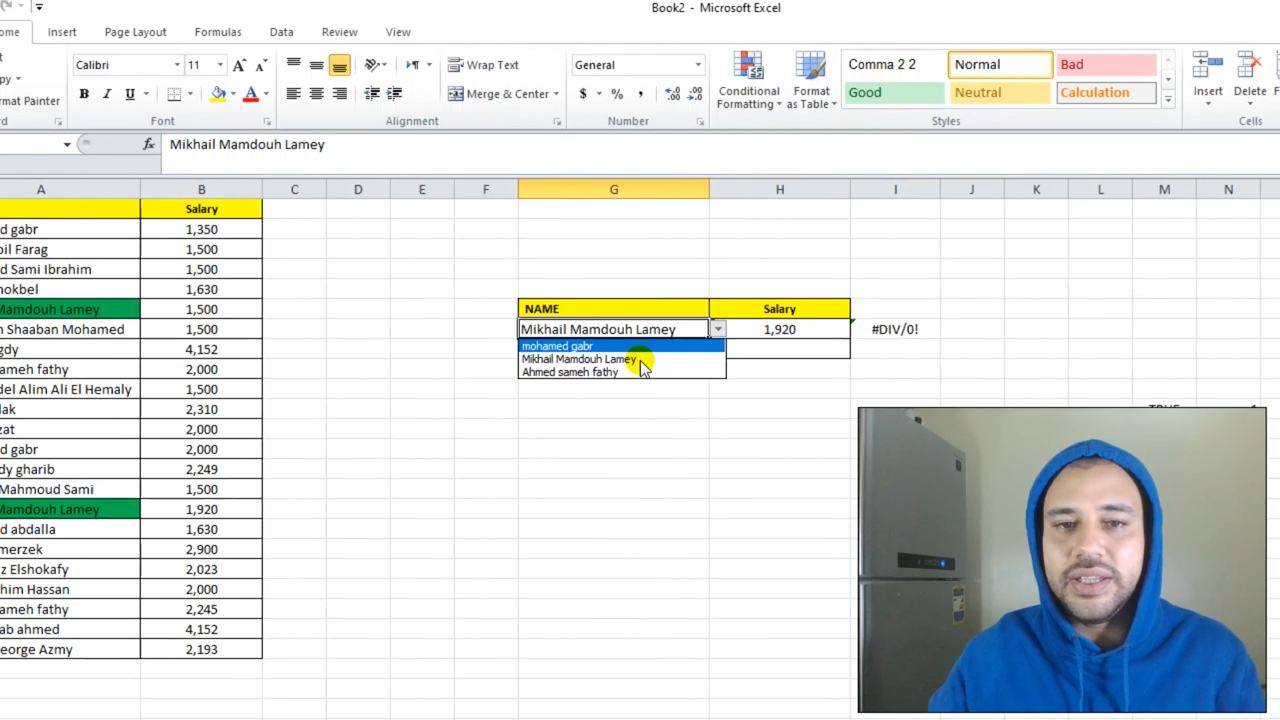 Book2 - Microsoft Excel
ome Insert Page Layout Formulas Data Review View
Calibri 11 A A Wrap Text General Comma 2 2 Normal Bad
py
ormat Painter B I U A Merge & Center $ % , Conditional Formatting Format as Table Good Neutral Calculation Insert Delete
Font Alignment Number Styles Cells
fx Mikhail Mamdouh Lamey
A B C D E F G H I J K L M N
Salary
d gabr 1,350
bil Farag 1,500
d Sami Ibrahim 1,500
mokbel 1,630
Mamdouh Lamey 1,500 NAME Salary
n Shaaban Mohamed 1,500 Mikhail Mamdouh Lamey 1,920 #DIV/0!
gdy 4,152 mohamed gabr
Mikhail Mamdouh Lamey
ameh fathy 2,000 Ahmed sameh fathy
del Alim Ali El Hemaly 1,500
lak 2,310
zat 2,000
d gabr 2,000
dy gharib 2,249
Mahmoud Sami 1,500
Mamdouh Lamey 1,920
d abdalla 1,630
merzek 2,900
z Elshokafy 2,023
him Hassan 2,000
ameh fathy 2,245
ab ahmed 4,152
eorge Azmy 2,193